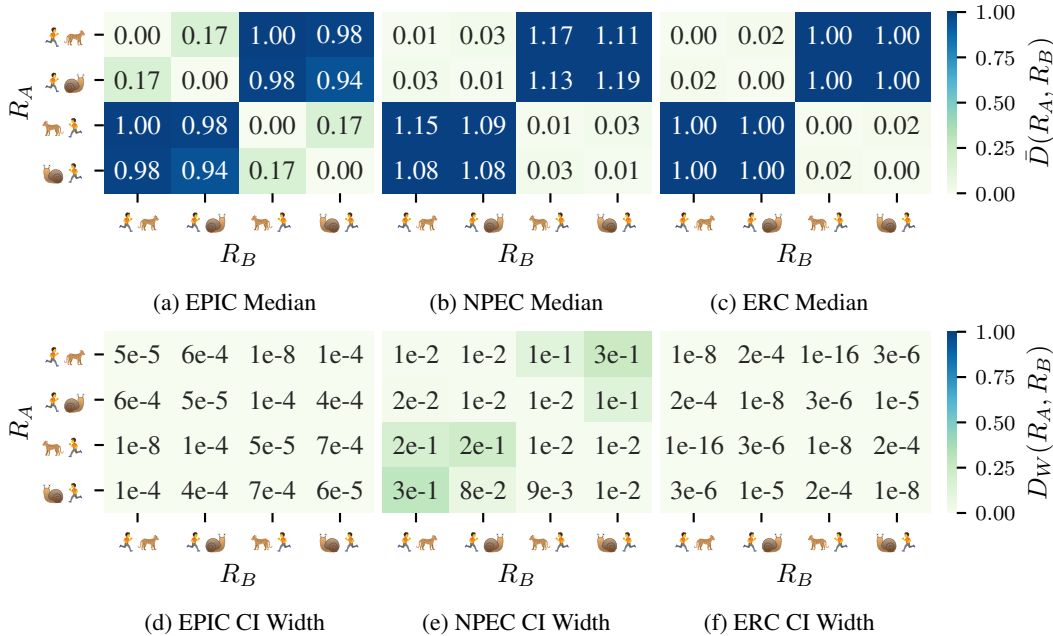 0.00 0.17 1.00 0.98 0.01 0.03 1.17 1.11 0.00 0.02 1.00 1.00
0.17 0.00 0.98 0.94 0.03 0.01 1.13 1.19 0.02 0.00 1.00 1.00
1.00 0.98 0.00 0.17 1.15 1.09 0.01 0.03 1.00 1.00 0.00 0.02
0.98 0.94 0.17 0.00 1.08 1.08 0.03 0.01 1.00 1.00 0.02 0.00
R_A
1.00
0.75
0.50
0.25
0.00
D̄(R_A, R_B)
R_B R_B R_B
(a) EPIC Median (b) NPEC Median (c) ERC Median
5e-5 6e-4 1e-8 1e-4 1e-2 1e-2 1e-1 3e-1 1e-8 2e-4 1e-16 3e-6
6e-4 5e-5 1e-4 4e-4 2e-2 1e-2 1e-2 1e-1 2e-4 1e-8 3e-6 1e-5
1e-8 1e-4 5e-5 7e-4 2e-1 2e-1 1e-2 1e-2 1e-16 3e-6 1e-8 2e-4
1e-4 4e-4 7e-4 6e-5 3e-1 8e-2 9e-3 1e-2 3e-6 1e-5 2e-4 1e-8
R_A
1.00
0.75
0.50
0.25
0.00
D_W(R_A, R_B)
R_B R_B R_B
(d) EPIC CI Width (e) NPEC CI Width (f) ERC CI Width